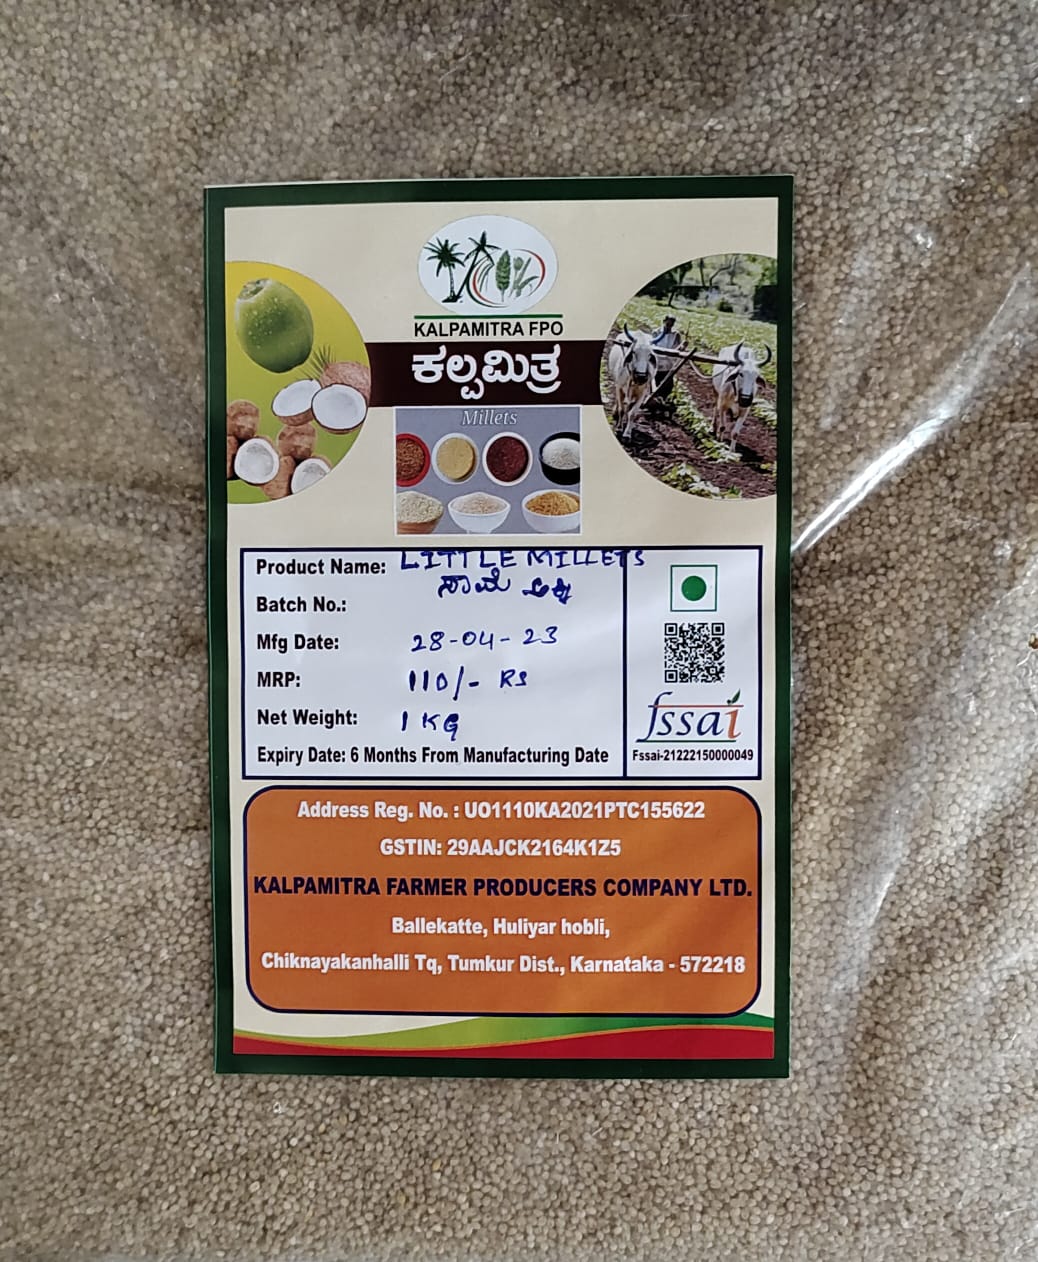 KALPAMITRA FPO
ಕಲ್ಪಮಿತ್ರ
Millets
Product Name: LITTLE MILLETS
ಸಾಮೆ ಅಕ್ಕಿ
Batch No.:
Mfg Date: 28-04-23
MRP: 110/- RS
Net Weight: 1 KG
Expiry Date: 6 Months From Manufacturing Date
fssai
Fssai-21222150000049
Address Reg. No. : UO1110KA2021PTC155622
GSTIN: 29AAJCK2164K1Z5
KALPAMITRA FARMER PRODUCERS COMPANY LTD.
Ballekatte, Huliyar hobli,
Chiknayakanhalli Tq, Tumkur Dist., Karnataka - 572218